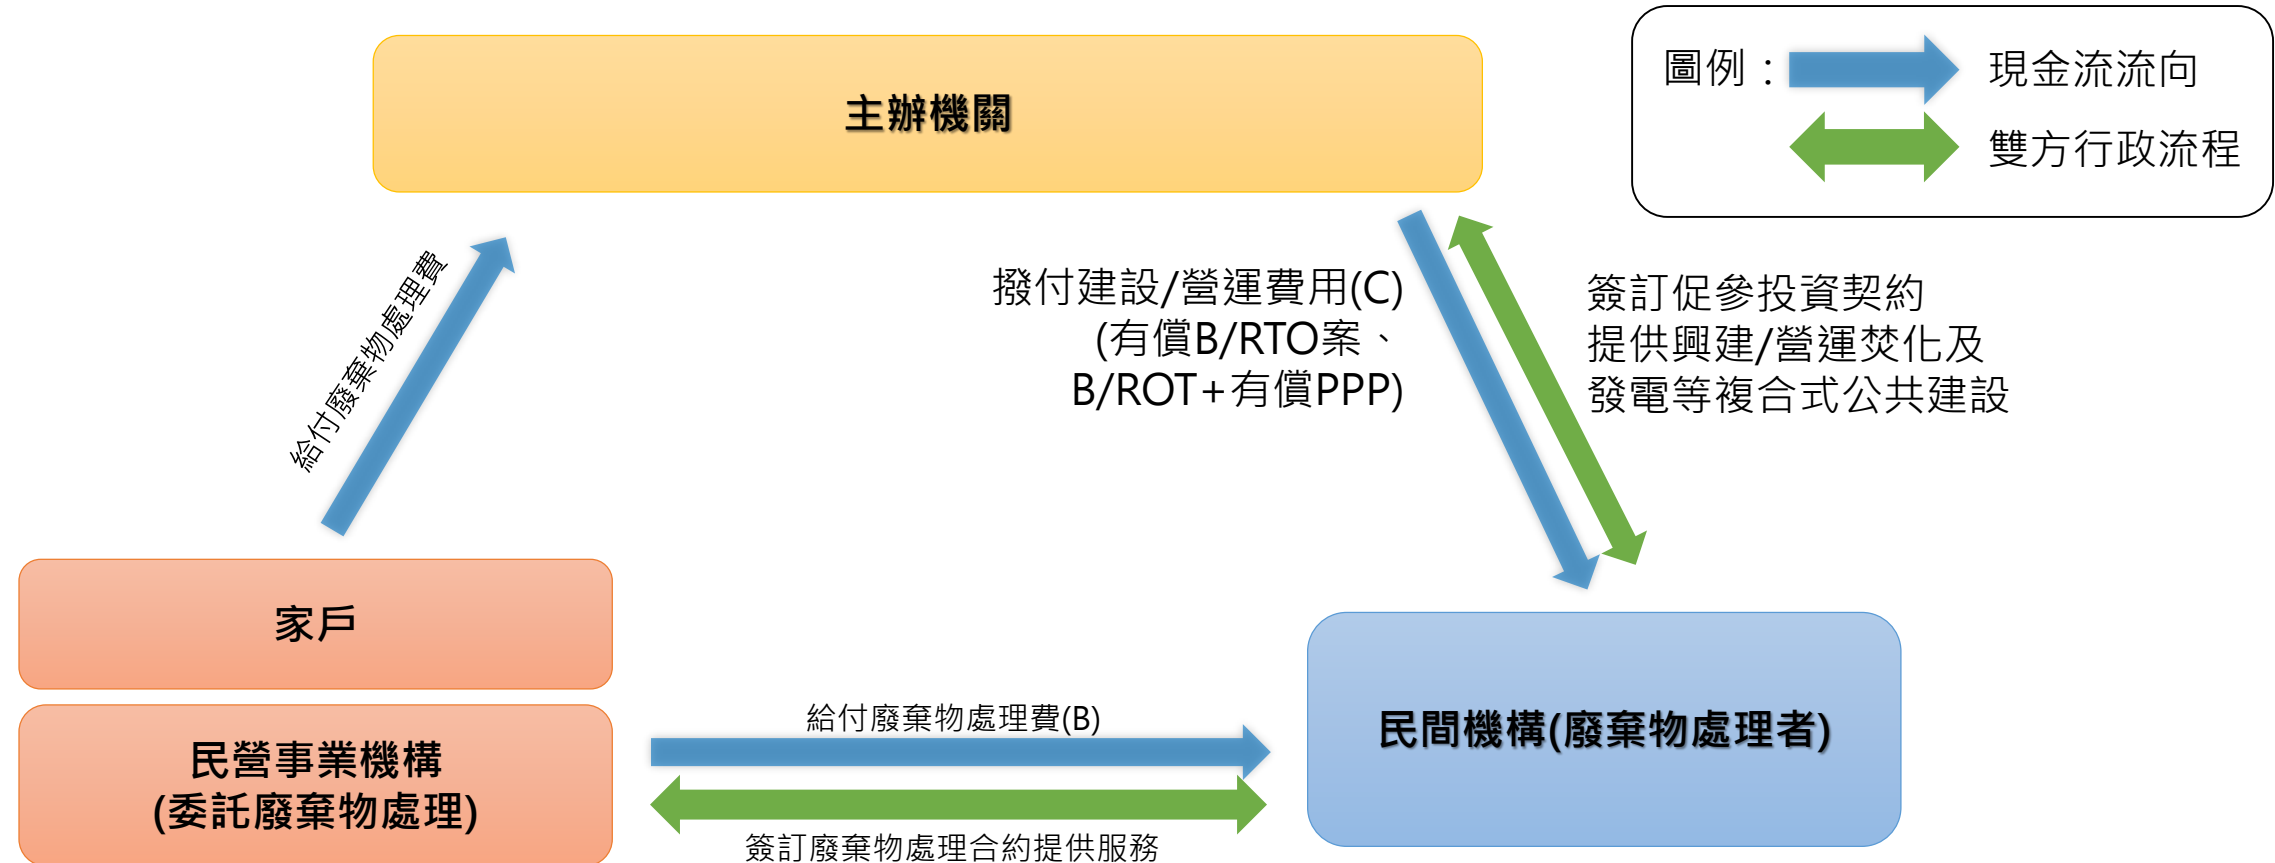 主辦機關
圖例：
現金流流向
雙方行政流程
給付廢棄物處理費
撥付建設/營運費用(C)
(有償B/RTO案、
B/ROT+有償PPP)
簽訂促參投資契約
提供興建/營運焚化及
發電等複合式公共建設
家戶
民營事業機構
(委託廢棄物處理)
給付廢棄物處理費(B)
簽訂廢棄物處理合約提供服務
民間機構(廢棄物處理者)